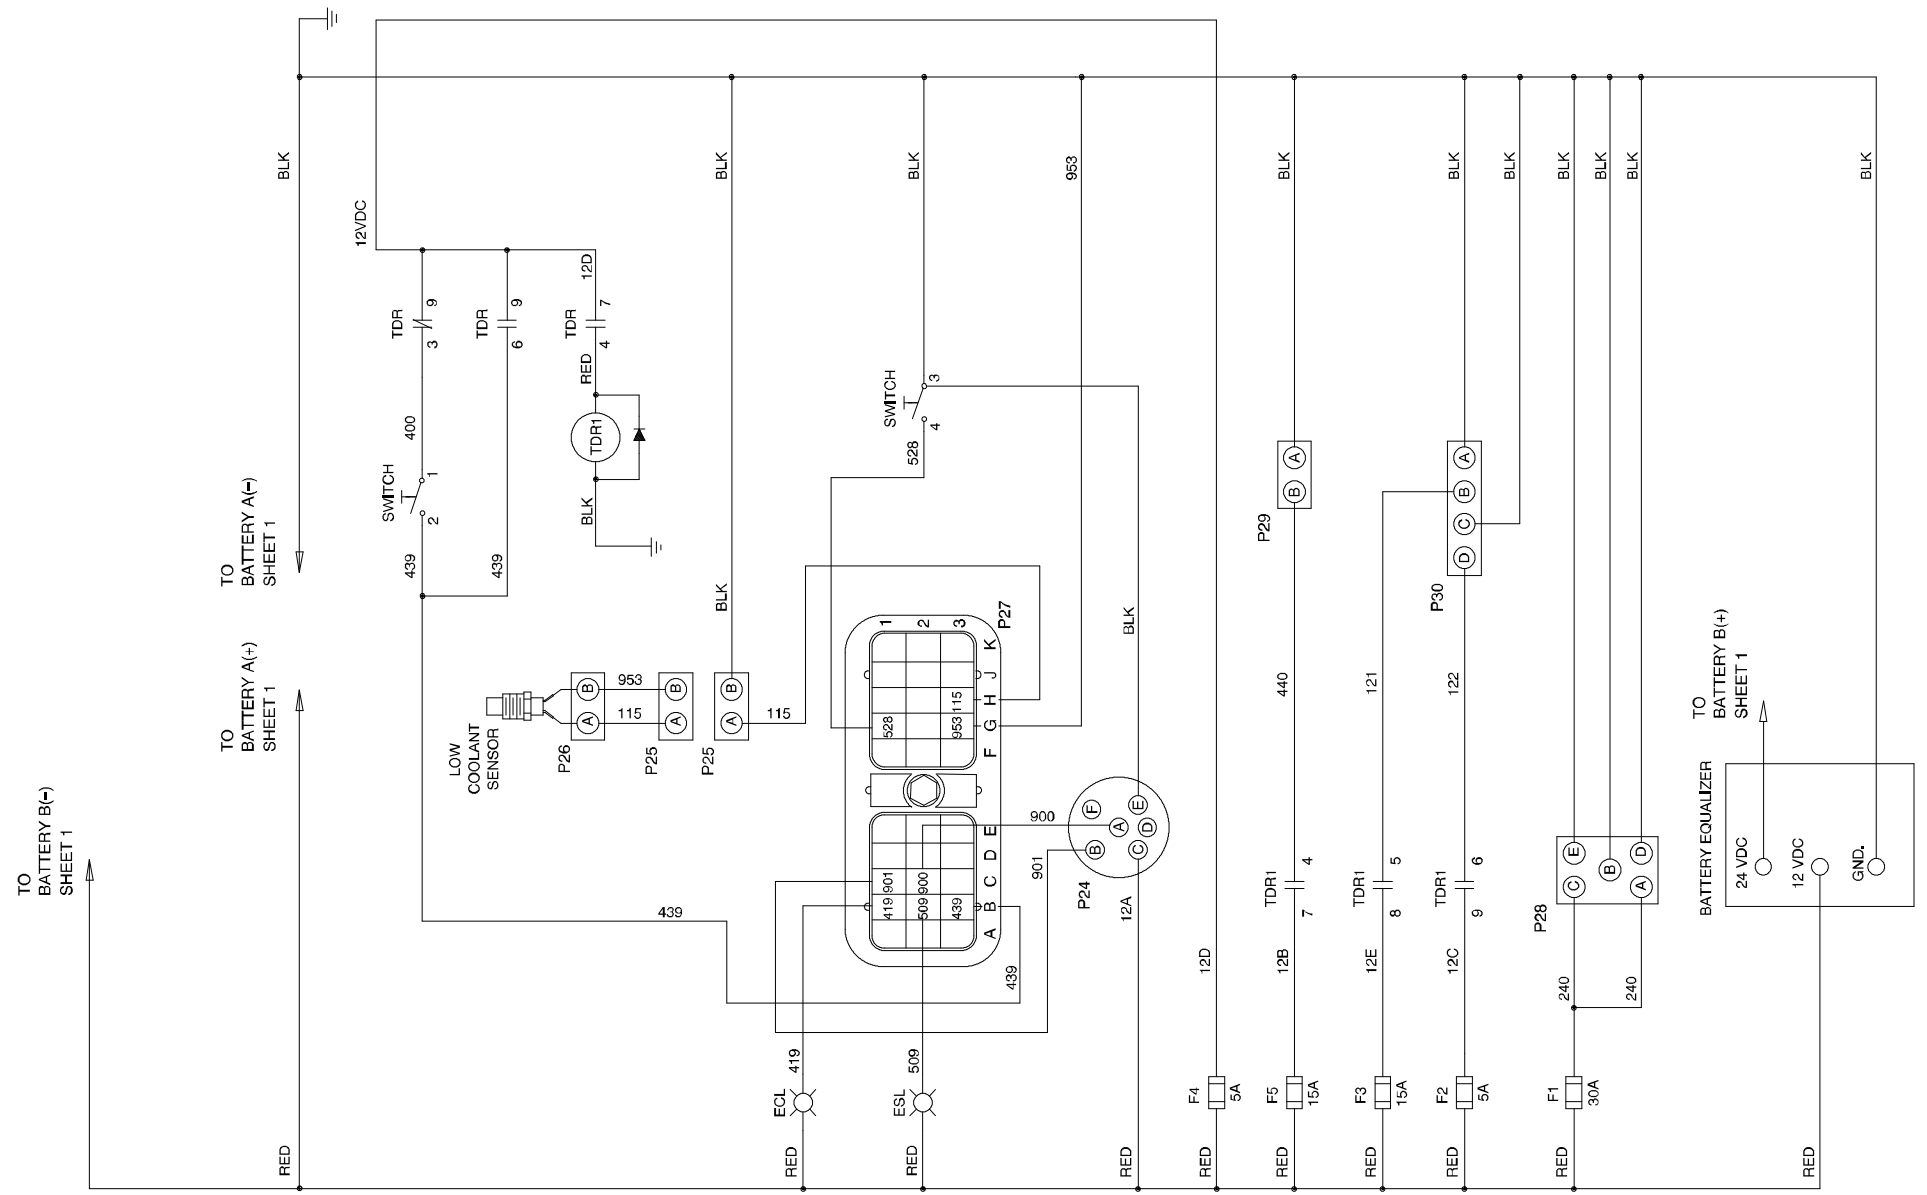 BLK
BLK
BLK
953
BLK
BLK
BLK
BLK
BLK
BLK
BLK
12VDC
12D
TDR
9
3
TDR
9
6
TDR
7
4
RED
TDR1
BLK
400
SWITCH
1
2
439
439
SWITCH
3
4
528
TO
BATTERY A(-)
SHEET 1
TO
BATTERY A(+)
SHEET 1
TO
BATTERY B(-)
SHEET 1
LOW
COOLANT
SENSOR
B
A
P26
953
115
B
A
P25
BLK
B
A
P25
115
1
2
3
P27
K
J
H
G
F
528
115
953
E
D
C
B
A
901
900
419
509
439
439
439
900
901
BLK
F
E
A
D
B
C
P24
12A
A
B
P29
A
B
C
D
P30
440
121
122
TDR1
4
7
TDR1
5
8
TDR1
6
9
12D
12B
12E
12C
E
C
B
D
A
P28
240
240
TO
BATTERY B(+)
SHEET 1
BATTERY EQUALIZER
24 VDC
12 VDC
GND.
ECL
419
ESL
509
F4
5A
F5
15A
F3
15A
F2
5A
F1
30A
RED
RED
RED
RED
RED
RED
RED
RED
RED
RED
RED